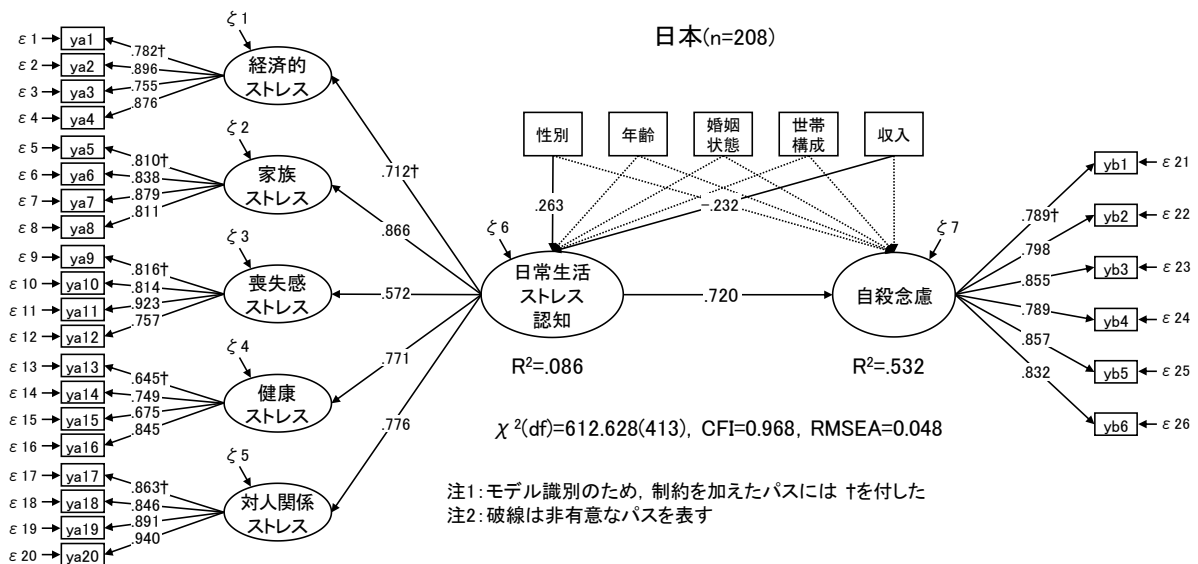 日本(n=208)
ζ1
ε1 ya1 .782†
ε2 ya2 .896
ε3 ya3 .755
ε4 ya4 .876
経済的
ストレス
ζ2
ε5 ya5 .810†
ε6 ya6 .838
ε7 ya7 .879
ε8 ya8 .811
家族
ストレス
ζ3
ε9 ya9 .816†
ε10 ya10 .814
ε11 ya11 .923
ε12 ya12 .757
喪失感
ストレス
ζ4
ε13 ya13 .645†
ε14 ya14 .749
ε15 ya15 .675
ε16 ya16 .845
健康
ストレス
ζ5
ε17 ya17 .863†
ε18 ya18 .846
ε19 ya19 .891
ε20 ya20 .940
対人関係
ストレス
.712†
.866
.572
.771
.776
性別
年齢
婚姻
状態
世帯
構成
収入
.263
-.232
ζ6
日常生活
ストレス
認知
R²=.086
.720
ζ7
自殺念慮
R²=.532
.789† yb1 ε21
.798 yb2 ε22
.855 yb3 ε23
.789 yb4 ε24
.857 yb5 ε25
.832 yb6 ε26
χ²(df)=612.628(413), CFI=0.968, RMSEA=0.048
注1:モデル識別のため, 制約を加えたパスには †を付した
注2:破線は非有意なパスを表す